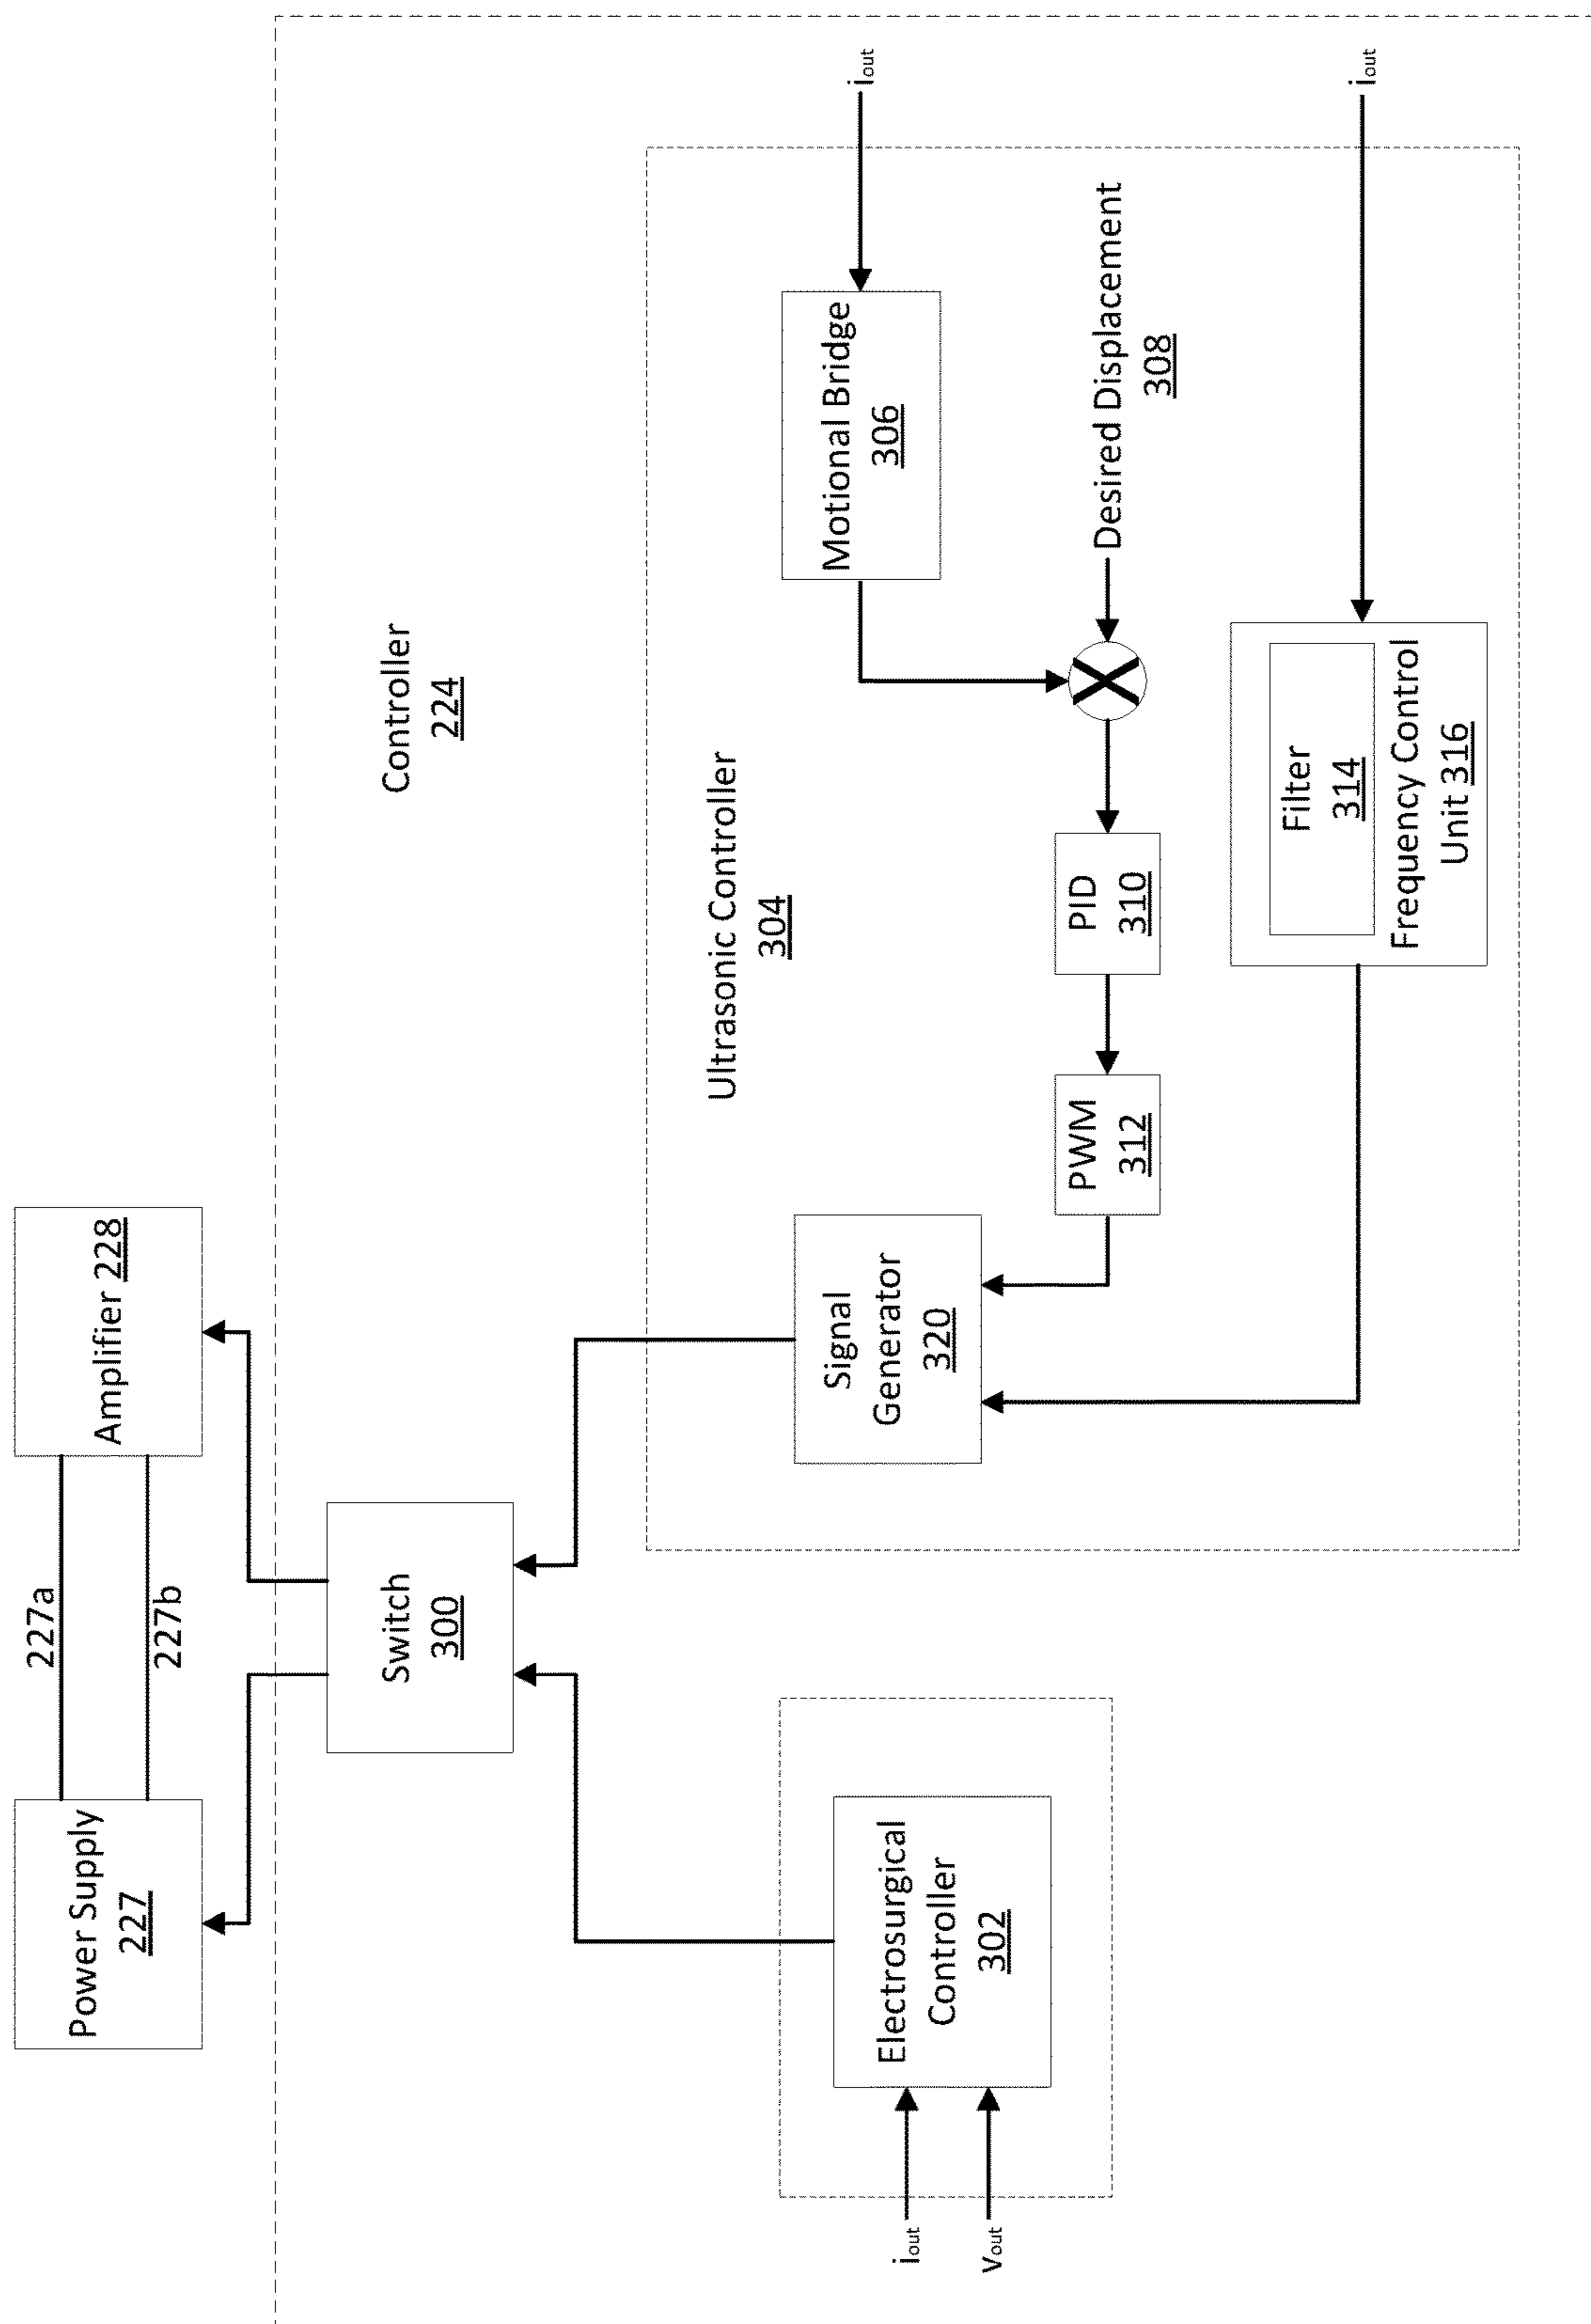 Power Supply
227
227a
227b
Amplifier 228
Switch
300
Controller
224
Electrosurgical
Controller
302
iout
vout
Ultrasonic Controller
304
Signal
Generator
320
Motional Bridge
306
iout
PWM
312
PID
310
Desired Displacement
308
Filter
314
Frequency Control
Unit 316
iout